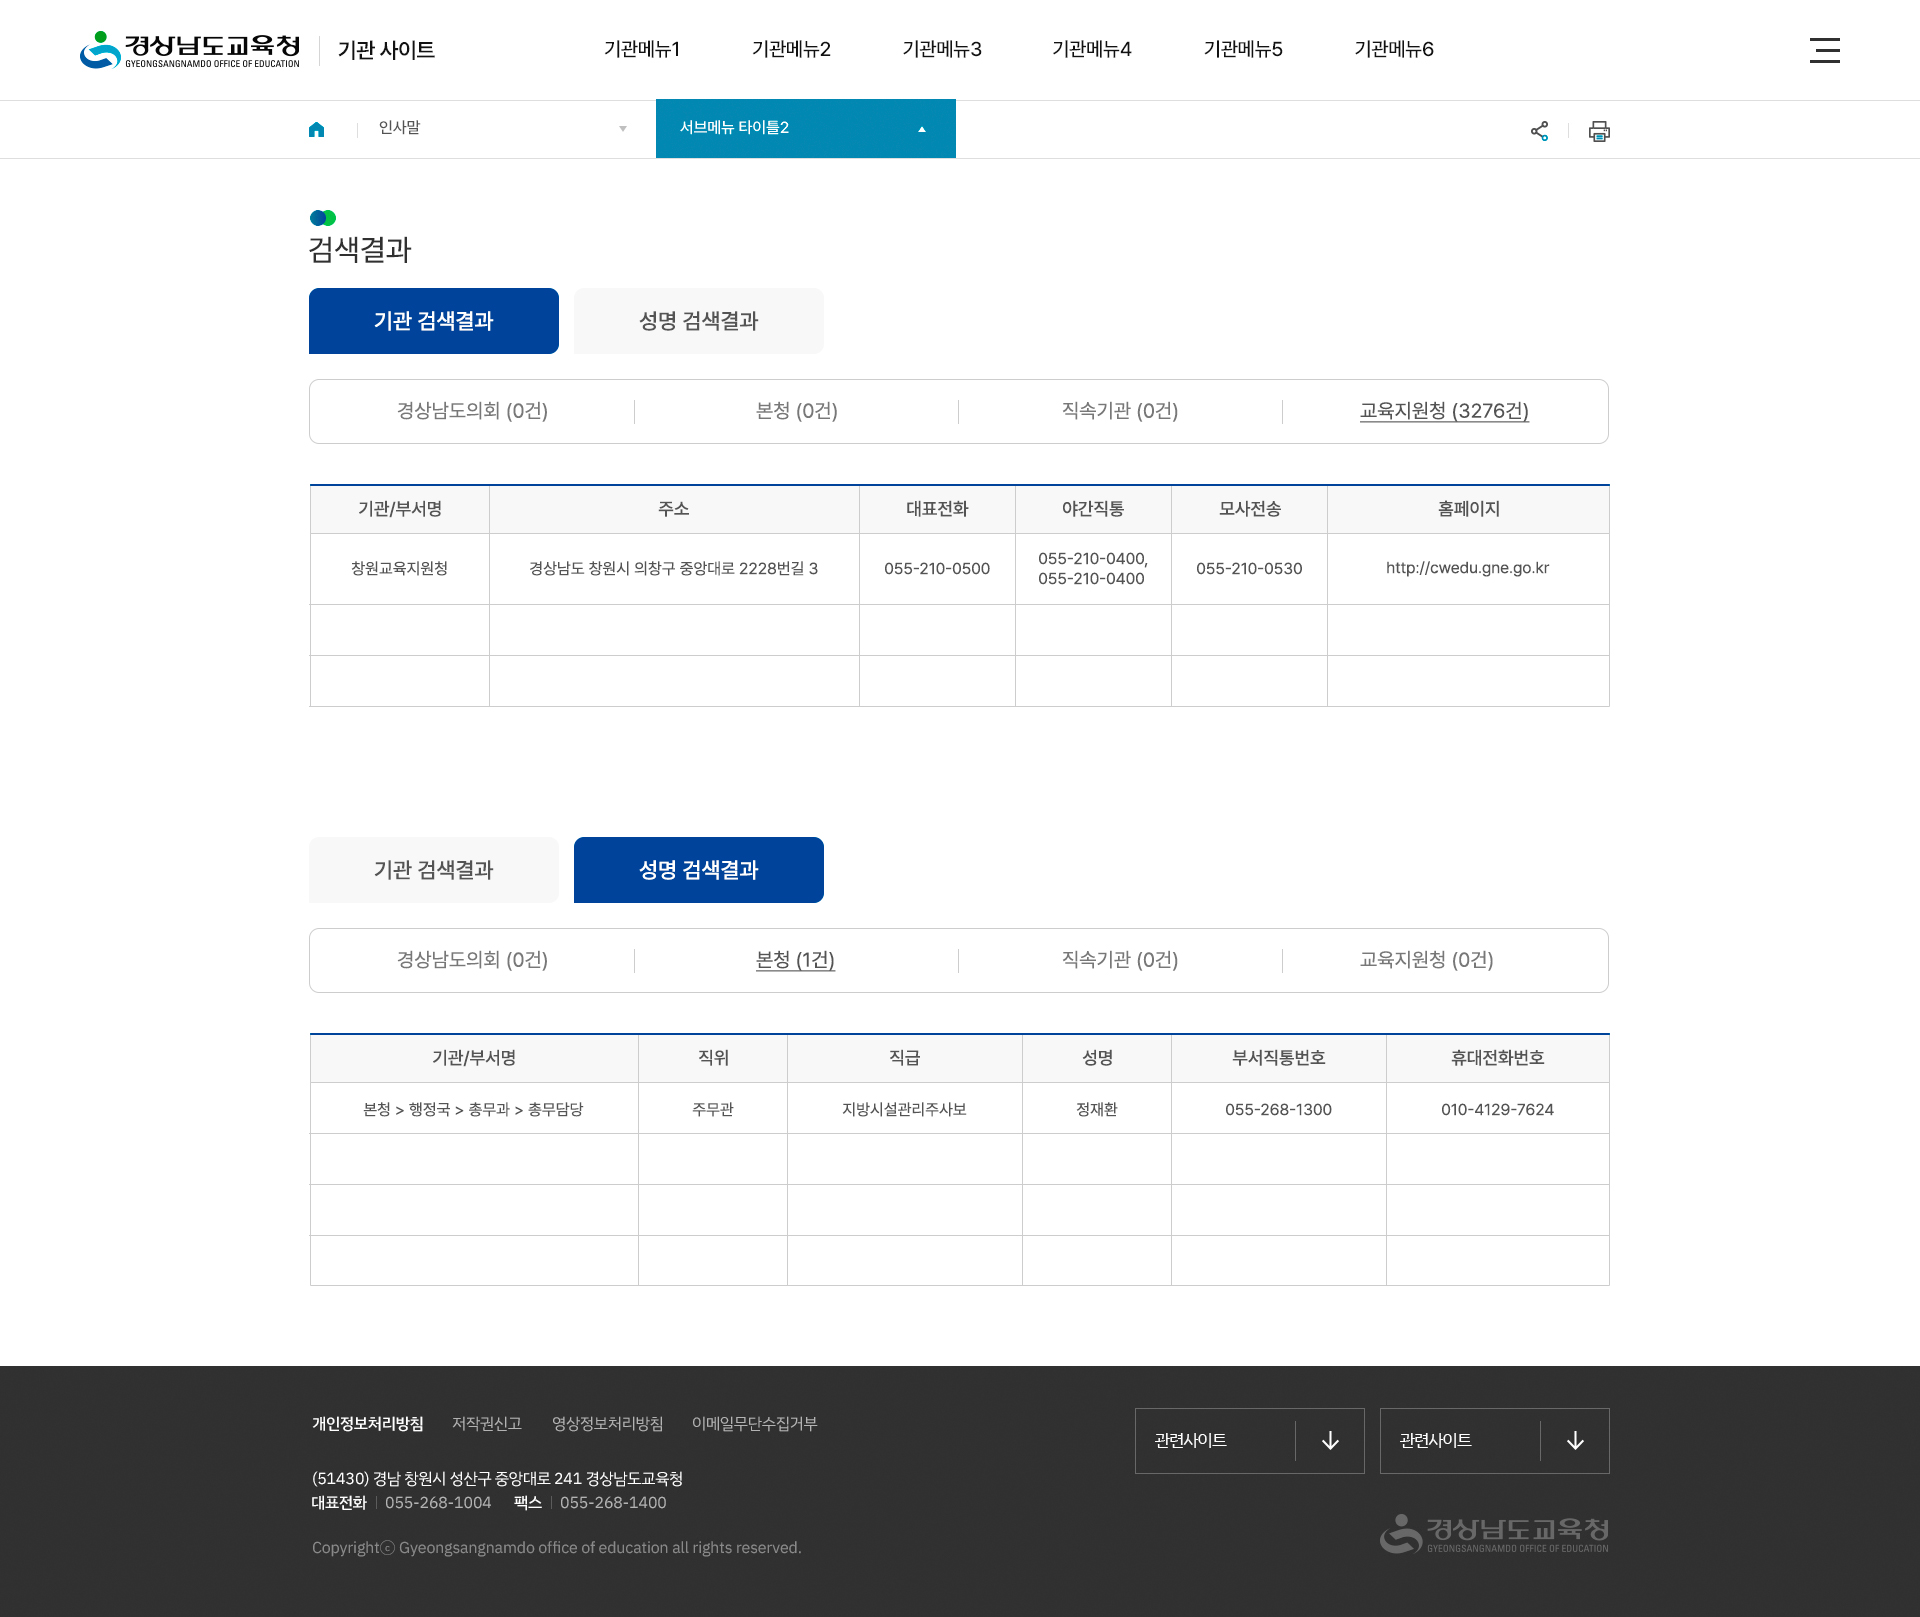 경상남도교육청
GYEONGSANGNAMDO OFFICE OF EDUCATION
기관 사이트
기관메뉴1 기관메뉴2 기관메뉴3 기관메뉴4 기관메뉴5 기관메뉴6
인사말 서브메뉴 타이틀2
검색결과
기관 검색결과 성명 검색결과
경상남도의회 (0건) 본청 (0건) 직속기관 (0건) 교육지원청 (3276건)
기관/부서명 주소 대표전화 야간직통 모사전송 홈페이지
창원교육지원청 경상남도 창원시 의창구 중앙대로 2228번길 3 055-210-0500 055-210-0400, 055-210-0400 055-210-0530 http://cwedu.gne.go.kr
기관 검색결과 성명 검색결과
경상남도의회 (0건) 본청 (1건) 직속기관 (0건) 교육지원청 (0건)
기관/부서명 직위 직급 성명 부서직통번호 휴대전화번호
본청 > 행정국 > 총무과 > 총무담당 주무관 지방시설관리주사보 정재환 055-268-1300 010-4129-7624
개인정보처리방침 저작권신고 영상정보처리방침 이메일무단수집거부
관련사이트 관련사이트
(51430) 경남 창원시 성산구 중앙대로 241 경상남도교육청
대표전화 055-268-1004 팩스 055-268-1400
Copyrightⓒ Gyeongsangnamdo office of education all rights reserved.
경상남도교육청
GYEONGSANGNAMDO OFFICE OF EDUCATION